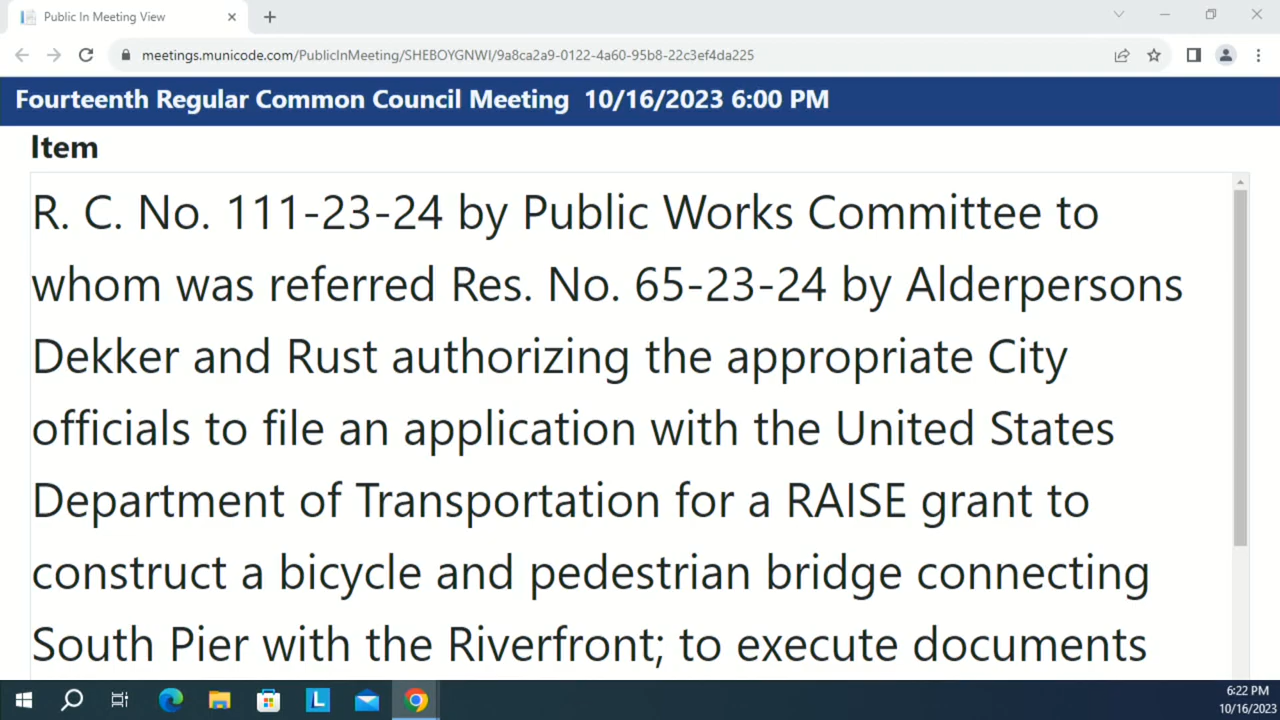 Public In Meeting View
meetings.municode.com/PublicInMeeting/SHEBOYGNWI/9a8ca2a9-0122-4a60-95b8-22c3ef4da225
Fourteenth Regular Common Council Meeting 10/16/2023 6:00 PM
Item
R. C. No. 111-23-24 by Public Works Committee to
whom was referred Res. No. 65-23-24 by Alderpersons
Dekker and Rust authorizing the appropriate City
officials to file an application with the United States
Department of Transportation for a RAISE grant to
construct a bicycle and pedestrian bridge connecting
South Pier with the Riverfront; to execute documents
L
6:22 PM
10/16/2023